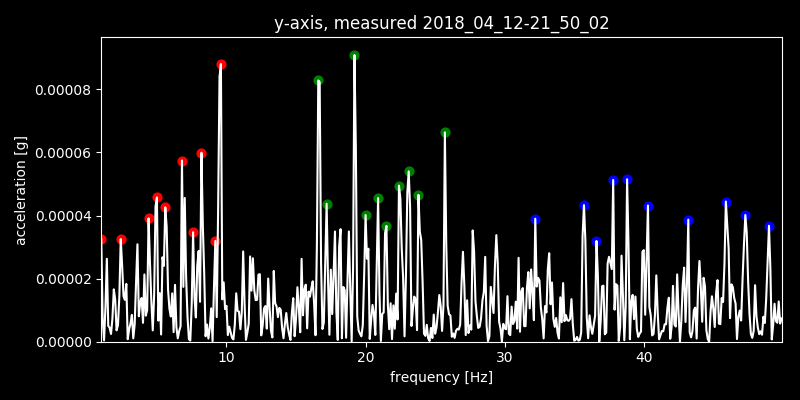 y-axis, measured 2018_04_12-21_50_02
0.00008
0.00006
0.00004
0.00002
0.00000
acceleration [g]
10 20 30 40
frequency [Hz]